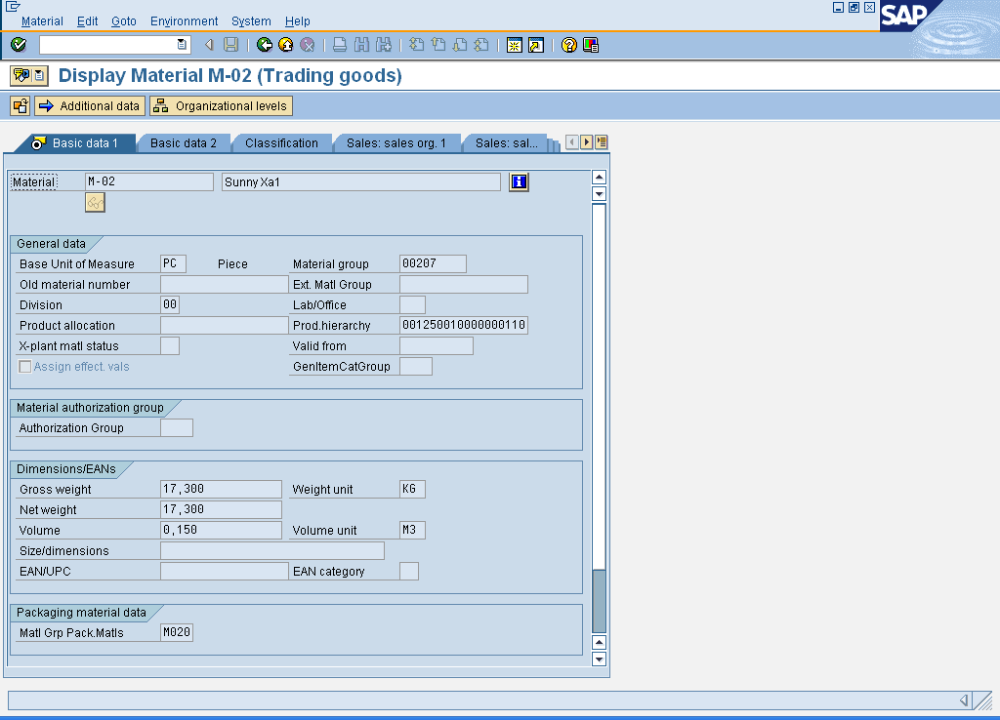 Material Edit Goto Environment System Help
SAP
Display Material M-02 (Trading goods)
Additional data Organizational levels
Basic data 1 Basic data 2 Classification Sales: sales org. 1 Sales: sal...
Material M-02 Sunny Xa1
General data
Base Unit of Measure PC Piece Material group 00207
Old material number Ext. Matl Group
Division 00 Lab/Office
Product allocation Prod.hierarchy 001250010000000110
X-plant matl status Valid from
Assign effect. vals GenItemCatGroup
Material authorization group
Authorization Group
Dimensions/EANs
Gross weight 17,300 Weight unit KG
Net weight 17,300
Volume 0,150 Volume unit M3
Size/dimensions
EAN/UPC EAN category
Packaging material data
Matl Grp Pack.Matls M020